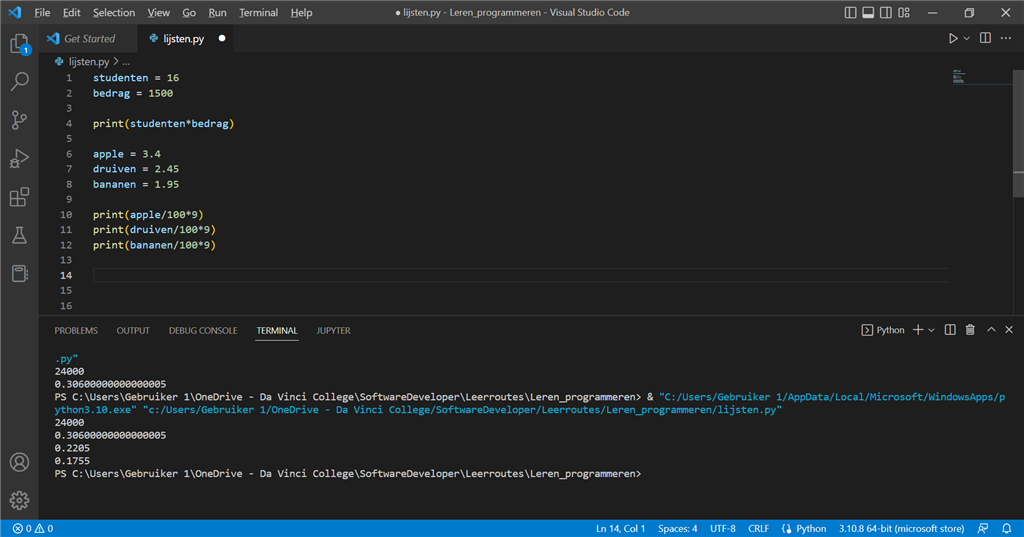 File Edit Selection View Go Run Terminal Help ● lijsten.py - Leren_programmeren - Visual Studio Code
1
Get Started lijsten.py ●
lijsten.py > ...
1 studenten = 16
2 bedrag = 1500
3
4 print(studenten*bedrag)
5
6 apple = 3.4
7 druiven = 2.45
8 bananen = 1.95
9
10 print(apple/100*9)
11 print(druiven/100*9)
12 print(bananen/100*9)
13
14
15
16
PROBLEMS OUTPUT DEBUG CONSOLE TERMINAL JUPYTER Python
.py"
24000
0.30600000000000005
PS C:\Users\Gebruiker 1\OneDrive - Da Vinci College\SoftwareDeveloper\Leerroutes\Leren_programmeren> & "C:/Users/Gebruiker 1/AppData/Local/Microsoft/WindowsApps/p
ython3.10.exe" "c:/Users/Gebruiker 1/OneDrive - Da Vinci College/SoftwareDeveloper/Leerroutes/Leren_programmeren/lijsten.py"
24000
0.30600000000000005
0.2205
0.1755
PS C:\Users\Gebruiker 1\OneDrive - Da Vinci College\SoftwareDeveloper\Leerroutes\Leren_programmeren>
0 0 Ln 14, Col 1 Spaces: 4 UTF-8 CRLF Python 3.10.8 64-bit (microsoft store)